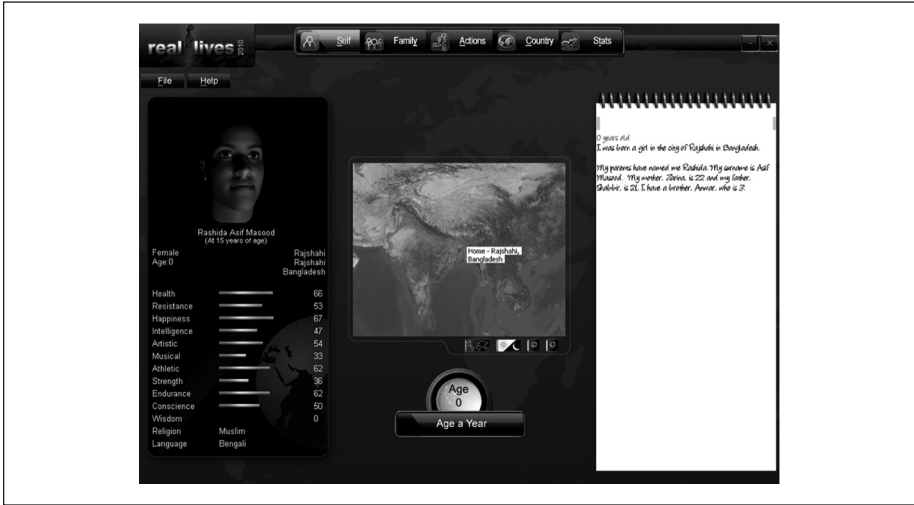 real lives 2010
Self Family Actions Country Stats
File Help
Rashida Asif Masood
(At 15 years of age)
Female Rajshahi
Age:0 Rajshahi
Bangladesh
Health 66
Resistance 53
Happiness 67
Intelligence 47
Artistic 54
Musical 33
Athletic 62
Strength 36
Endurance 62
Conscience 50
Wisdom 0
Religion Muslim
Language Bengali
Home - Rajshahi,
Bangladesh
Age
0
Age a Year
0 years old
I was born a girl in the city of Rajshahi in Bangladesh.
My parents have named me Rashida. My surname is Asif
Masood. My mother, Zarina, is 22 and my father,
Shabbir, is 21. I have a brother, Anwar, who is 3.